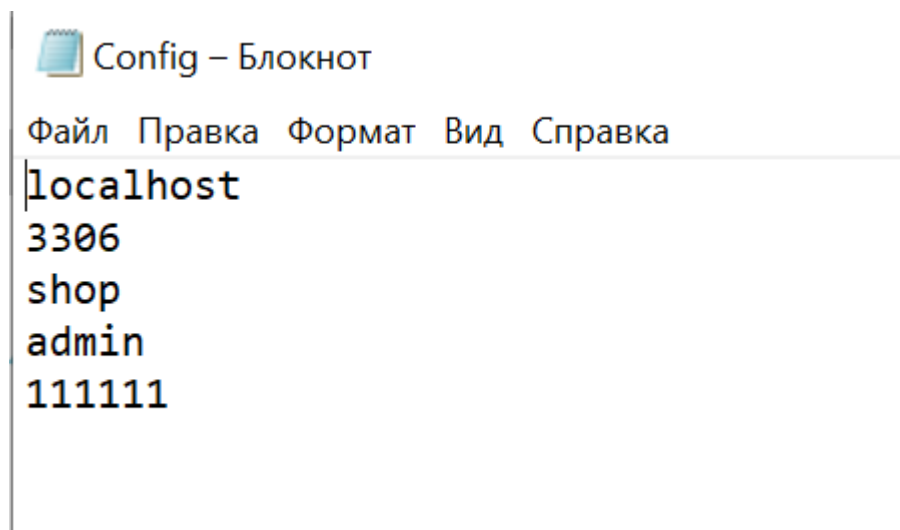 Config – Блокнот
Файл Правка Формат Вид Справка
localhost
3306
shop
admin
111111